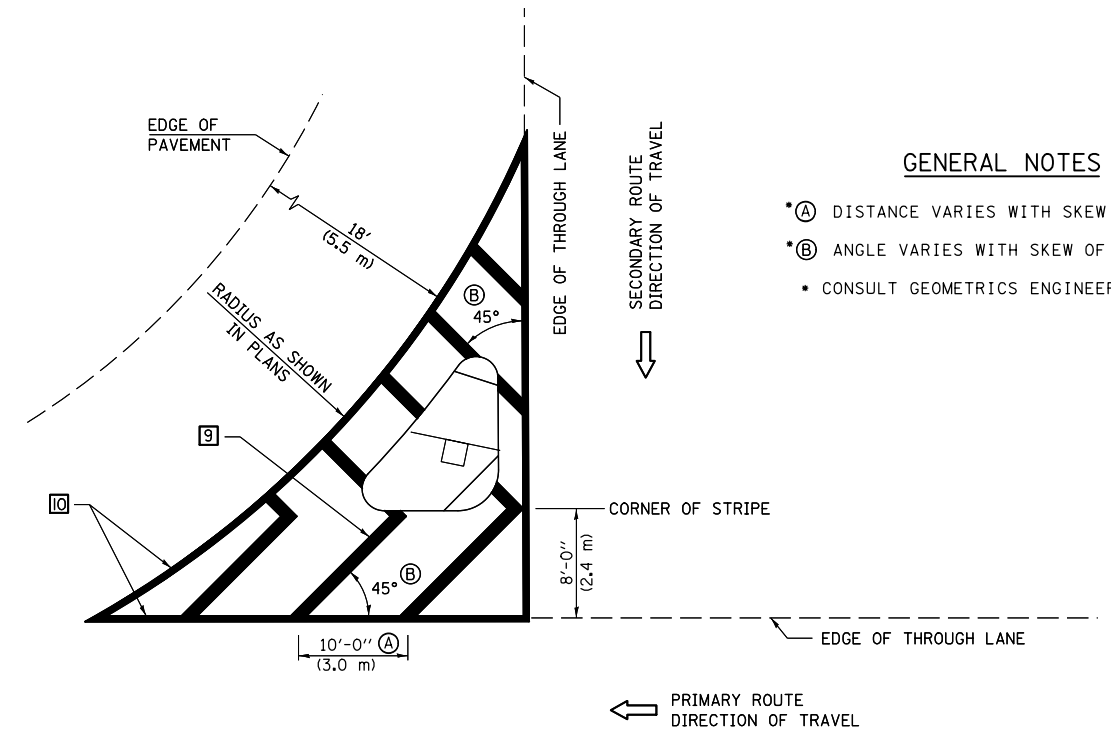 EDGE OF
PAVEMENT
18'
(5.5 m)
RADIUS AS SHOWN
IN PLANS
EDGE OF THROUGH LANE
SECONDARY ROUTE
DIRECTION OF TRAVEL
GENERAL NOTES
*Ⓐ DISTANCE VARIES WITH SKEW
*Ⓑ ANGLE VARIES WITH SKEW OF
* CONSULT GEOMETRICS ENGINEER
Ⓑ
45°
9
10
CORNER OF STRIPE
8'-0"
(2.4 m)
45° Ⓑ
10'-0" Ⓐ
(3.0 m)
EDGE OF THROUGH LANE
PRIMARY ROUTE
DIRECTION OF TRAVEL